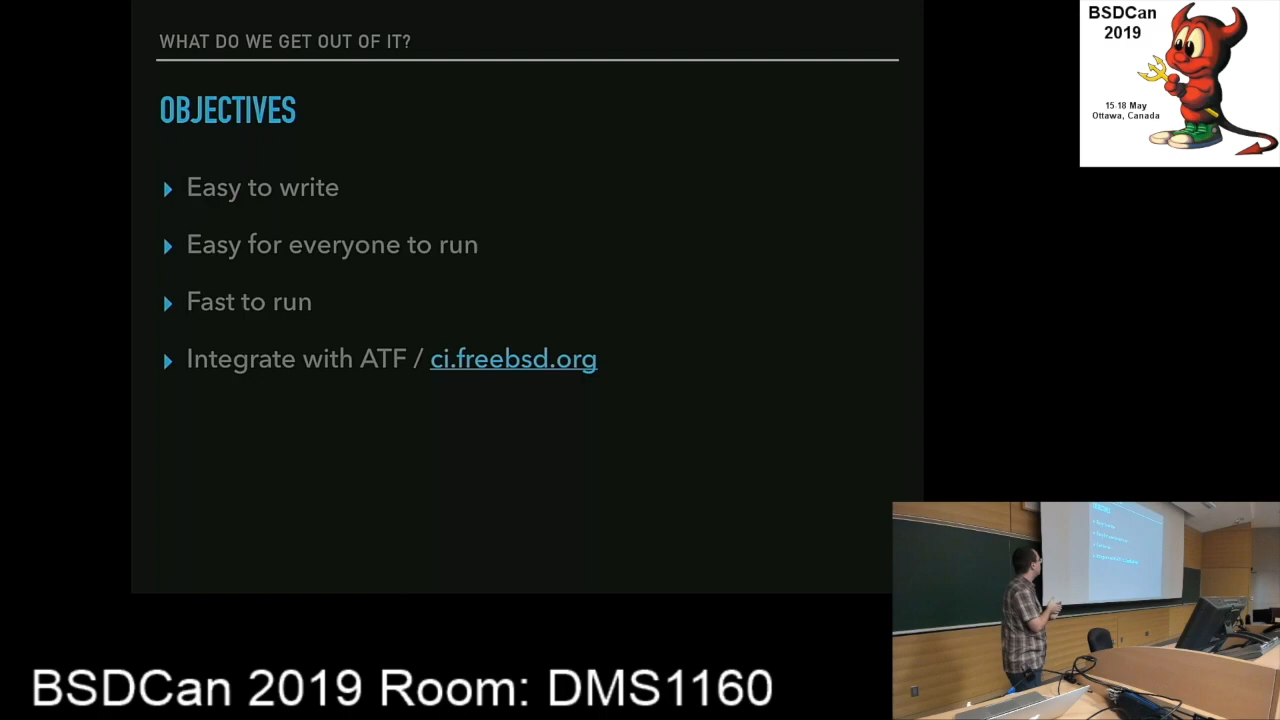 WHAT DO WE GET OUT OF IT?
OBJECTIVES
Easy to write
Easy for everyone to run
Fast to run
Integrate with ATF / ci.freebsd.org
BSDCan
2019
15-18 May
Ottawa, Canada
BSDCan 2019 Room: DMS1160